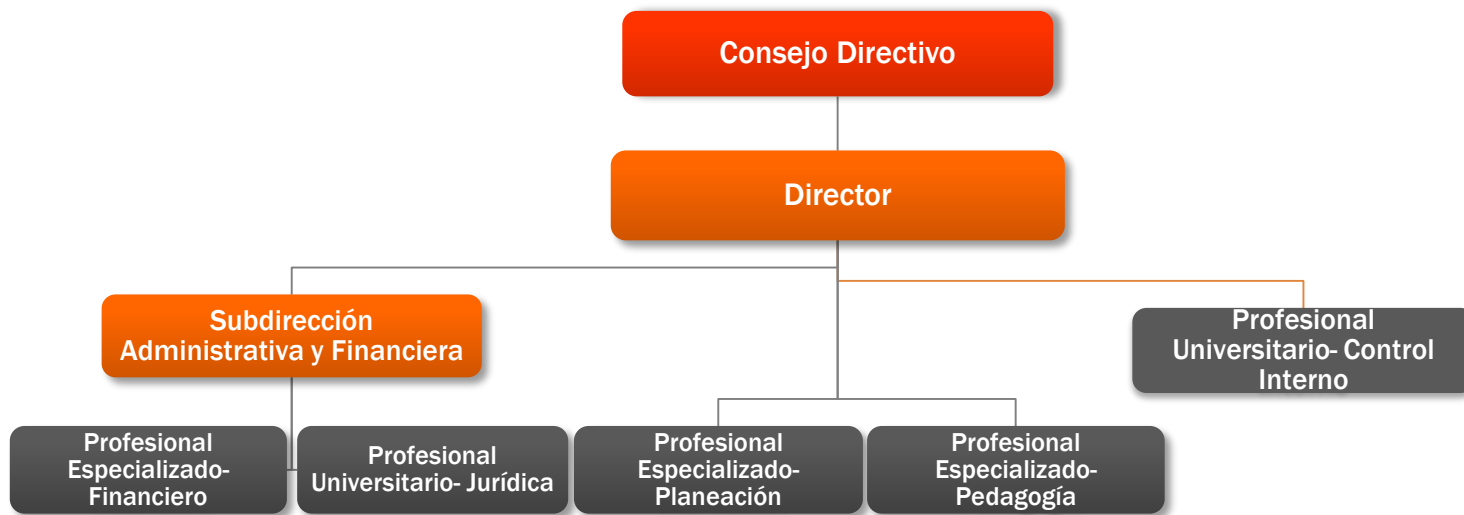 Consejo Directivo
Director
Subdirección
Administrativa y Financiera
Profesional
Universitario- Control
Interno
Profesional
Especializado-
Financiero
Profesional
Universitario- Jurídica
Profesional
Especializado-
Planeación
Profesional
Especializado-
Pedagogía